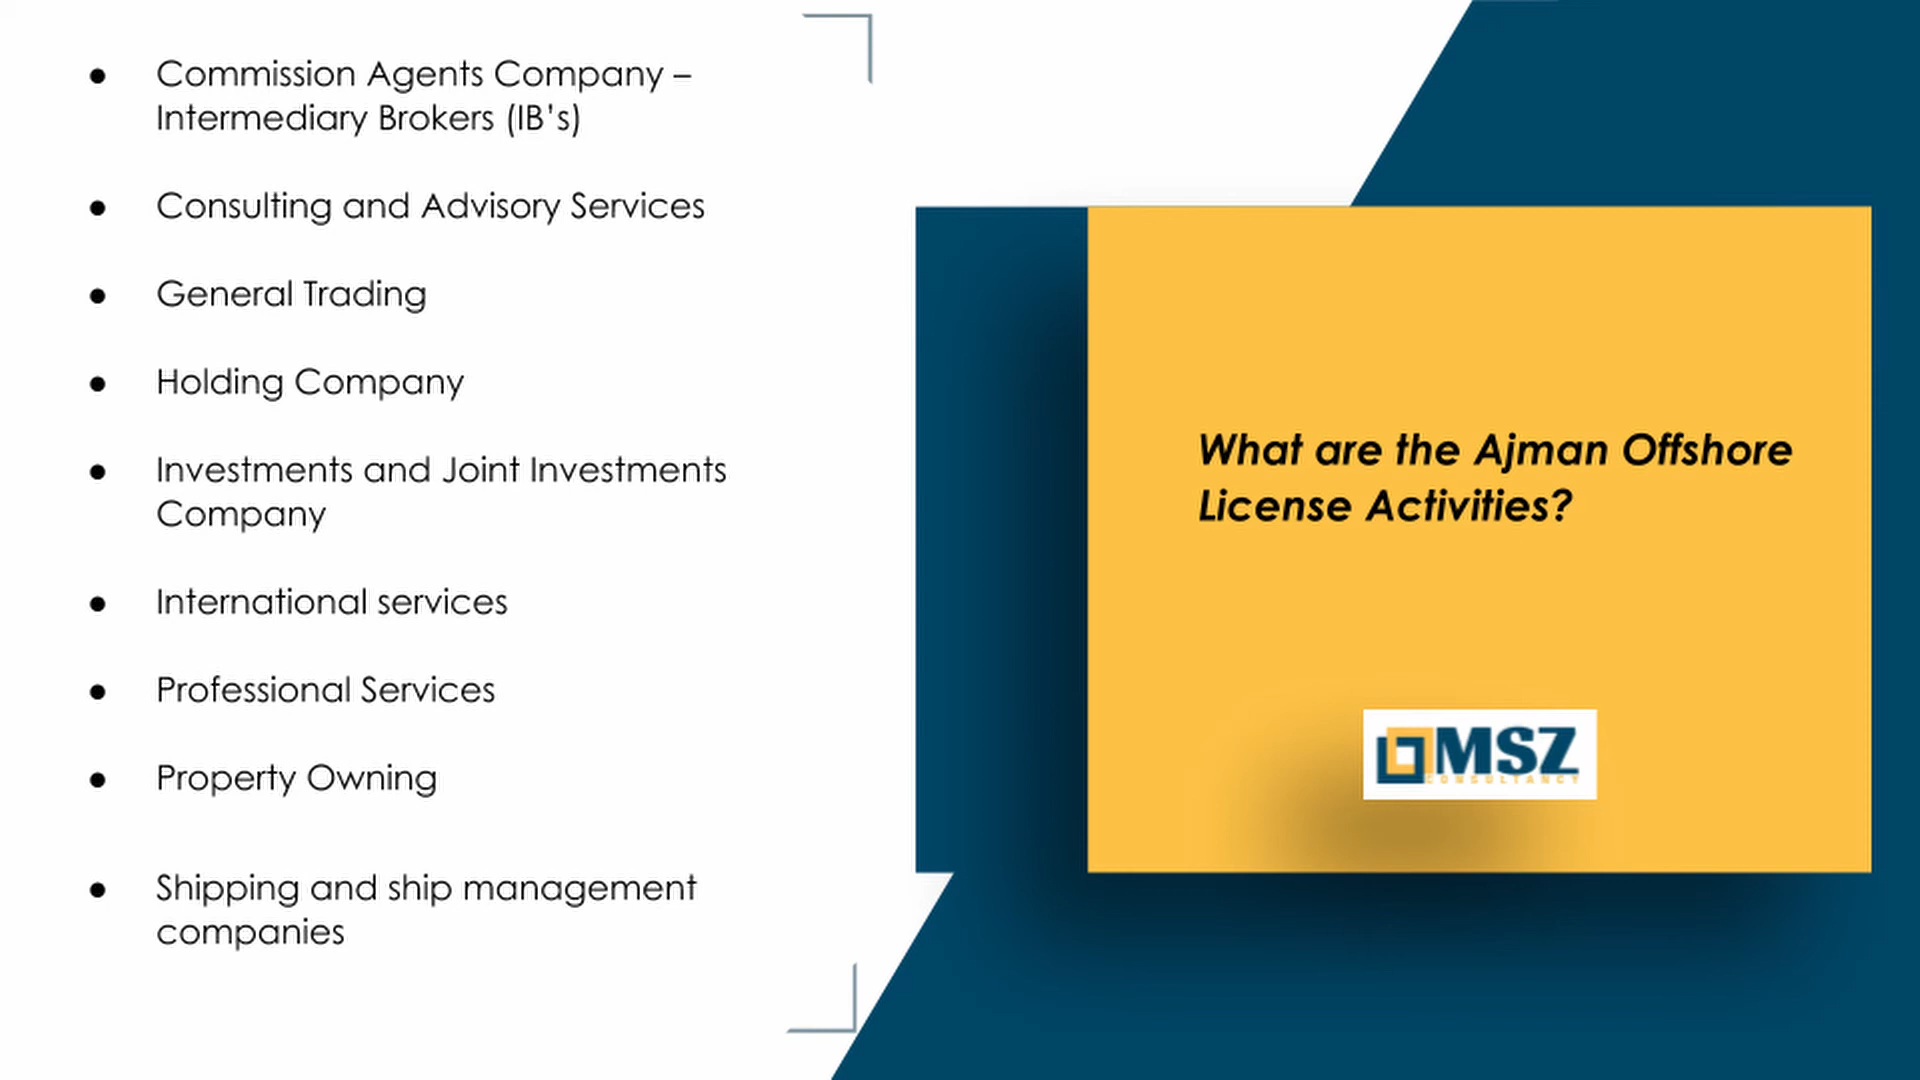 ● Commission Agents Company –
Intermediary Brokers (IB's)
● Consulting and Advisory Services
● General Trading
● Holding Company
● Investments and Joint Investments
Company
● International services
● Professional Services
● Property Owning
● Shipping and ship management
companies
What are the Ajman Offshore
License Activities?
MSZ
CONSULTANCY